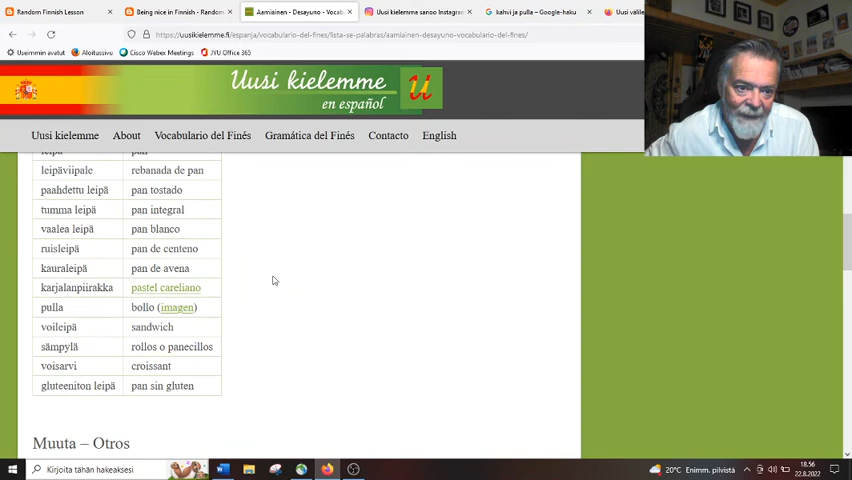 Random Finnish Lesson
Being nice in Finnish - Random
Aamiainen - Desayuno - Vocab
Uusi kielemme sanoo Instagram
kahvi ja pulla – Google-haku
Uusi välile
https://uusikielemme.fi/espanja/vocabulario-del-fines/lista-se-palabras/aamiainen-desayuno-vocabulario-del-fines/
Useimmin avatut
Aloitussivu
Cisco Webex Meetings
JYU Office 365
Uusi kielemme
en español
u
Uusi kielemme
About
Vocabulario del Finés
Gramática del Finés
Contacto
English
leipä pan
leipäviipale rebanada de pan
paahdettu leipä pan tostado
tumma leipä pan integral
vaalea leipä pan blanco
ruisleipä pan de centeno
kauraleipä pan de avena
karjalanpiirakka pastel careliano
pulla bollo (imagen)
voileipä sandwich
sämpylä rollos o panecillos
voisarvi croissant
gluteeniton leipä pan sin gluten
Muuta – Otros
Kirjoita tähän hakeaksesi
20°C Enimm. pilvistä
18.56
22.8.2022